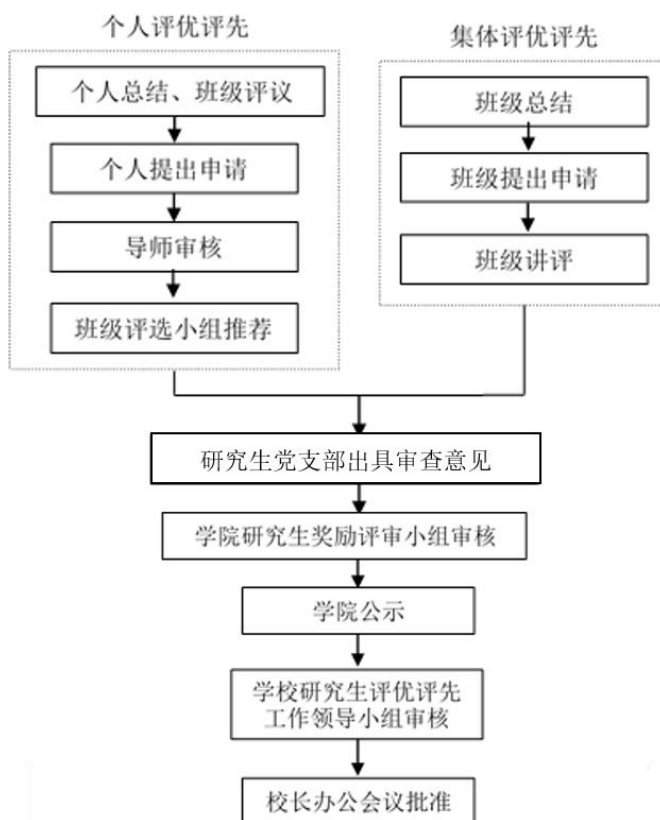 个人评优评先
个人总结、班级评议
个人提出申请
导师审核
班级评选小组推荐
集体评优评先
班级总结
班级提出申请
班级讲评
研究生党支部出具审查意见
学院研究生奖励评审小组审核
学院公示
学校研究生评优评先
工作领导小组审核
校长办公会议批准